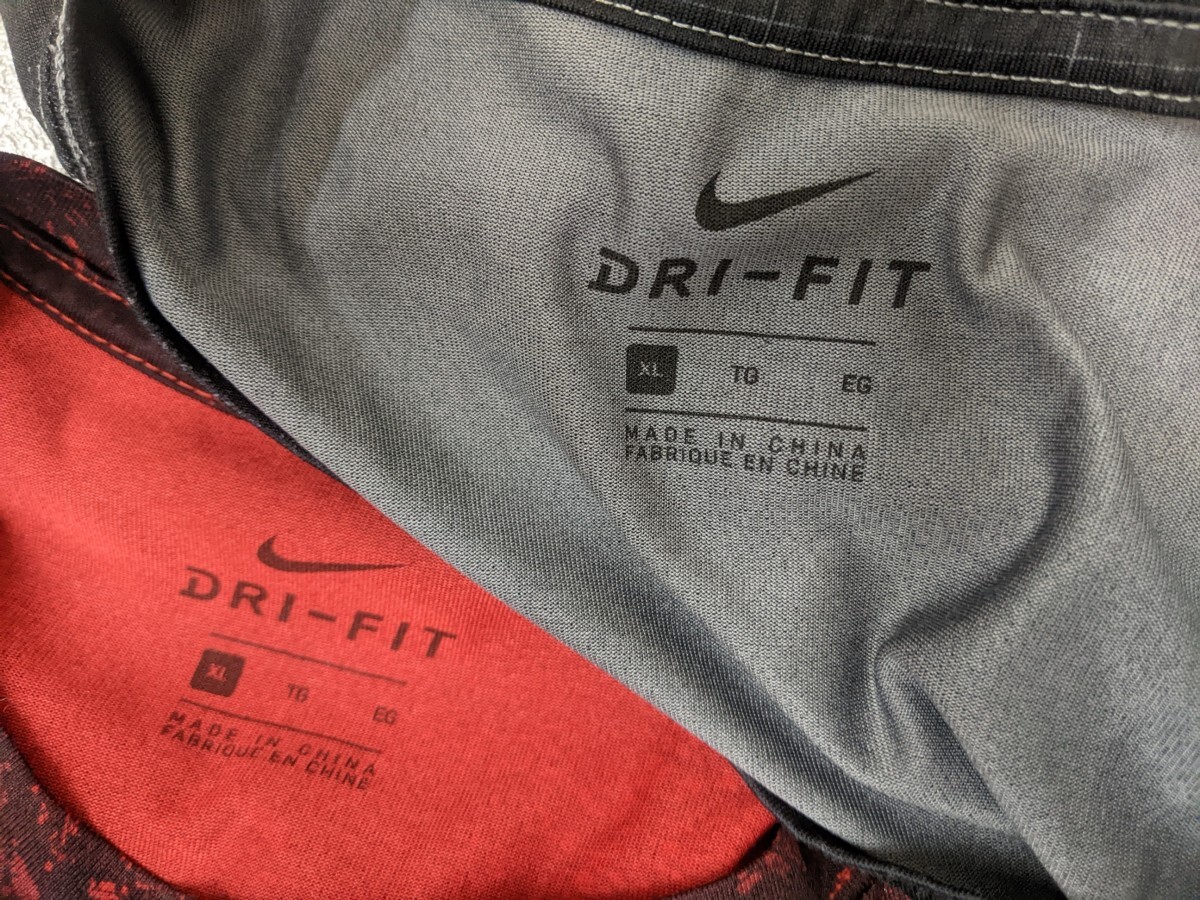 DRI-FIT
XL TG EG
MADE IN CHINA
FABRIQUE EN CHINE
DRI-FIT
XL TG EG
MADE IN CHINA
FABRIQUE EN CHINE